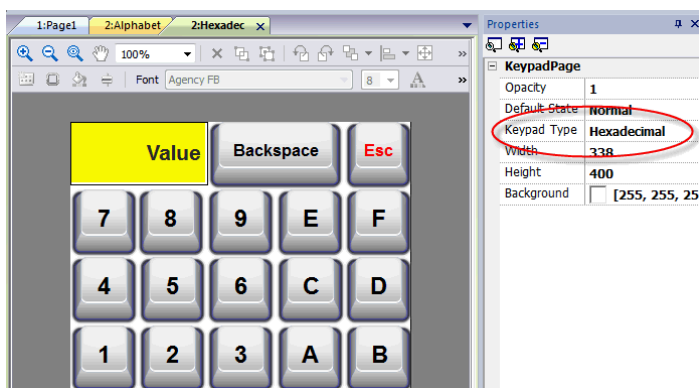 1:Page1 2:Alphabet 2:Hexadec x
100%
Font Agency FB 8 A
Value Backspace Esc
7 8 9 E F
4 5 6 C D
1 2 3 A B
Properties
KeypadPage
Opacity 1
Default State Normal
Keypad Type Hexadecimal
Width 338
Height 400
Background [255, 255, 25